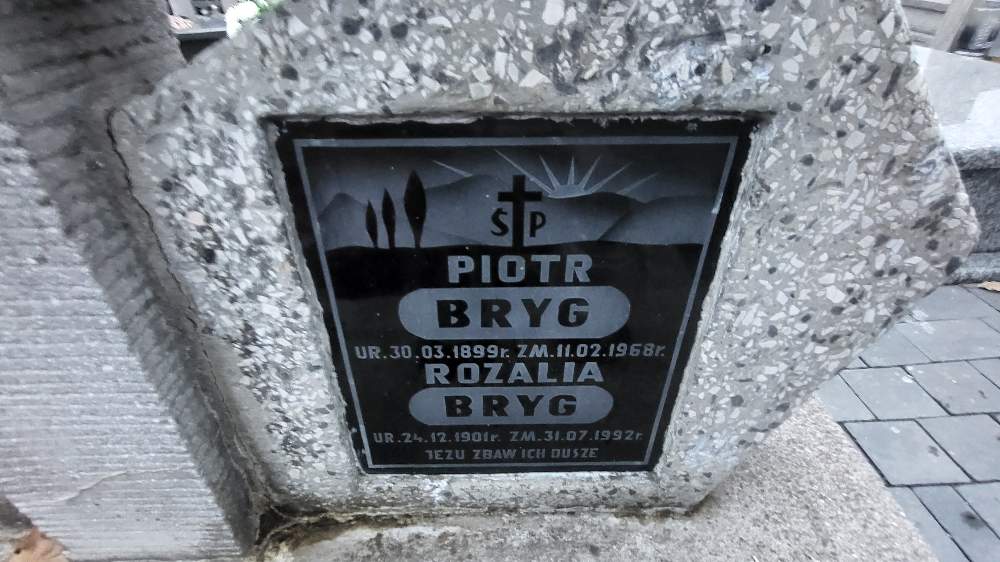 Ś P
PIOTR
BRYG
UR.30.03.1899r. ZM.11.02.1968r.
ROZALIA
BRYG
UR.24.12.1901r. ZM.31.07.1992r.
JEZU ZBAW ICH DUSZE